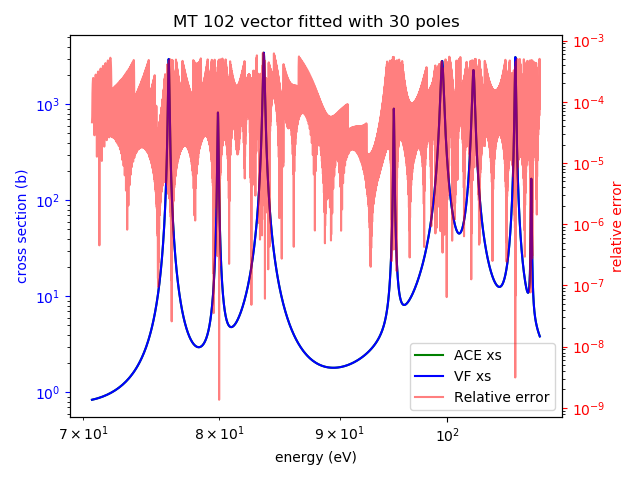 MT 102 vector fitted with 30 poles
cross section (b)
10³
10²
10¹
10⁰
10⁻³
10⁻⁴
10⁻⁵
10⁻⁶
10⁻⁷
10⁻⁸
10⁻⁹
relative error
ACE xs
VF xs
Relative error
7 × 10¹ 8 × 10¹ 9 × 10¹ 10²
energy (eV)